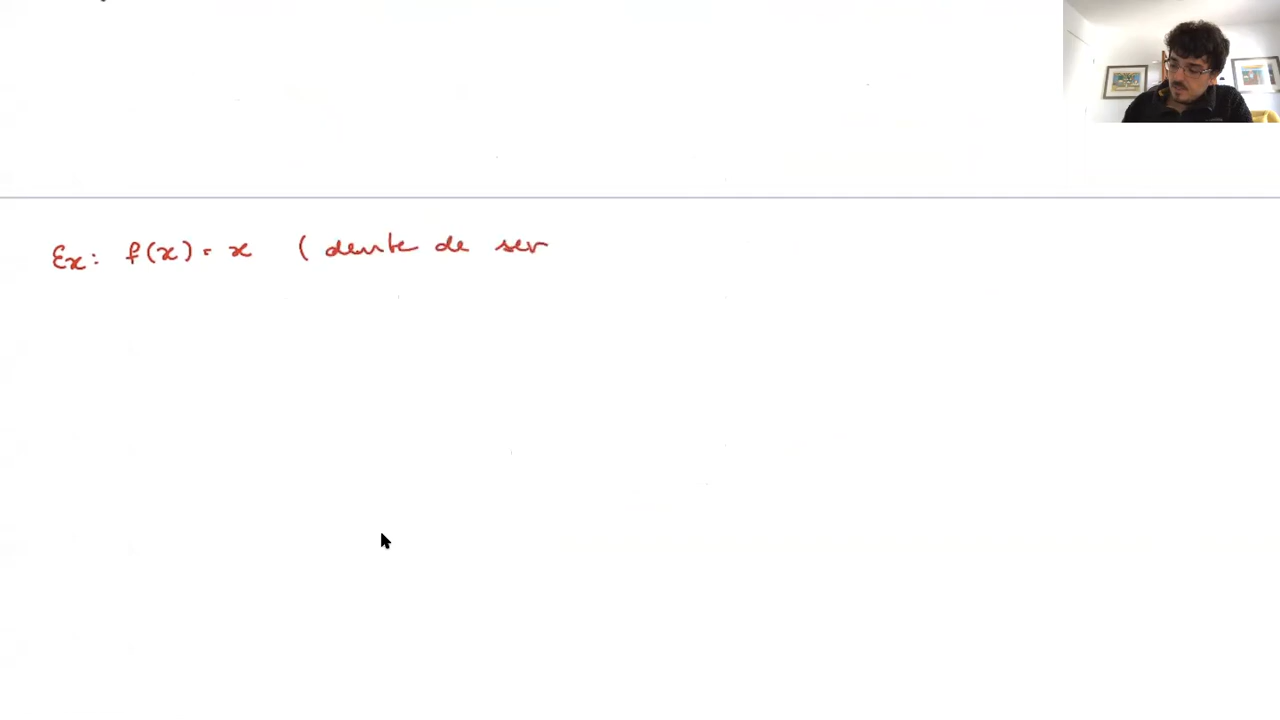 Ex: f(x) = x ( dente de ser